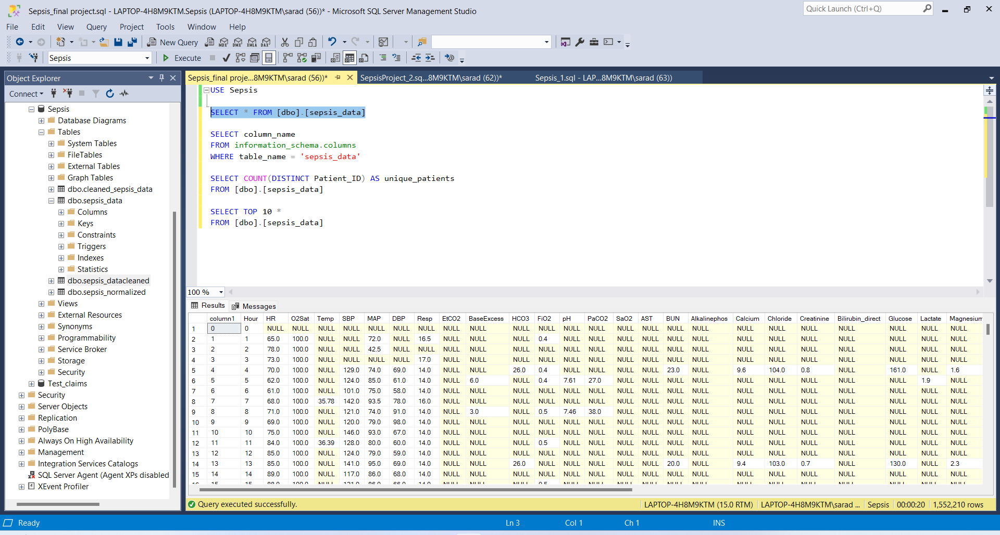 Sepsis_final project.sql - LAPTOP-4H8M9KTM.Sepsis (LAPTOP-4H8M9KTM\sarad (56))* - Microsoft SQL Server Management Studio
Quick Launch (Ctrl+Q)
File Edit View Query Project Tools Window Help
New Query MDX DMX XMLA DAX
Sepsis Execute
Object Explorer
Connect
Sepsis
Database Diagrams
Tables
System Tables
FileTables
External Tables
Graph Tables
dbo.cleaned_sepsis_data
dbo.sepsis_data
Columns
Keys
Constraints
Triggers
Indexes
Statistics
dbo.sepsis_datacleaned
dbo.sepsis_normalized
Views
External Resources
Synonyms
Programmability
Service Broker
Storage
Security
Test_claims
Security
Server Objects
Replication
PolyBase
Always On High Availability
Management
Integration Services Catalogs
SQL Server Agent (Agent XPs disabled
XEvent Profiler
Sepsis_final proje...8M9KTM\sarad (56))* SepsisProject_2.sq...8M9KTM\sarad (62))* Sepsis_1.sql - LAP...8M9KTM\sarad (63))
USE Sepsis
SELECT * FROM [dbo].[sepsis_data]
SELECT column_name
FROM information_schema.columns
WHERE table_name = 'sepsis_data'
SELECT COUNT(DISTINCT Patient_ID) AS unique_patients
FROM [dbo].[sepsis_data]
SELECT TOP 10 *
FROM [dbo].[sepsis_data]
100 %
Results Messages
column1 Hour HR O2Sat Temp SBP MAP DBP Resp EtCO2 BaseExcess HCO3 FiO2 pH PaCO2 SaO2 AST BUN Alkalinephos Calcium Chloride Creatinine Bilirubin_direct Glucose Lactate Magnesium
1 0 0 NULL NULL NULL NULL NULL NULL NULL NULL NULL NULL NULL NULL NULL NULL NULL NULL NULL NULL NULL NULL NULL NULL NULL NULL
2 1 1 65.0 100.0 NULL NULL 72.0 NULL 16.5 NULL NULL NULL 0.4 NULL NULL NULL NULL NULL NULL NULL NULL NULL NULL NULL NULL NULL
3 2 2 78.0 100.0 NULL NULL 42.5 NULL NULL NULL NULL NULL NULL NULL NULL NULL NULL NULL NULL NULL NULL NULL NULL NULL NULL NULL
4 3 3 73.0 100.0 NULL NULL NULL NULL 17.0 NULL NULL NULL NULL NULL NULL NULL NULL NULL NULL NULL NULL NULL NULL NULL NULL NULL
5 4 4 70.0 100.0 NULL 129.0 74.0 69.0 14.0 NULL NULL 26.0 0.4 NULL NULL NULL NULL 23.0 NULL 9.6 104.0 0.8 NULL 161.0 NULL 1.6
6 5 5 62.0 100.0 NULL 124.0 85.0 61.0 14.0 NULL 6.0 NULL 0.4 7.61 27.0 NULL NULL NULL NULL NULL NULL NULL NULL NULL 1.9 NULL
7 6 6 61.0 100.0 NULL 101.0 75.0 58.0 14.0 NULL NULL NULL NULL NULL NULL NULL NULL NULL NULL NULL NULL NULL NULL NULL NULL NULL
8 7 7 68.0 100.0 35.78 142.0 93.5 78.0 16.0 NULL NULL NULL NULL NULL NULL NULL NULL NULL NULL NULL NULL NULL NULL NULL NULL NULL
9 8 8 71.0 100.0 NULL 121.0 74.0 91.0 14.0 NULL 3.0 NULL 0.5 7.46 38.0 NULL NULL NULL NULL NULL NULL NULL NULL NULL NULL NULL
10 9 9 69.0 100.0 NULL 120.0 79.0 98.0 14.0 NULL NULL NULL NULL NULL NULL NULL NULL NULL NULL NULL NULL NULL NULL NULL NULL NULL
11 10 10 75.0 100.0 NULL 146.0 93.0 67.0 14.0 NULL NULL NULL NULL NULL NULL NULL NULL NULL NULL NULL NULL NULL NULL NULL NULL NULL
12 11 11 84.0 100.0 36.39 128.0 80.0 60.0 14.0 NULL NULL NULL 0.5 NULL NULL NULL NULL NULL NULL NULL NULL NULL NULL NULL NULL NULL
13 12 12 85.0 100.0 NULL 124.0 79.0 59.0 14.0 NULL NULL NULL NULL NULL NULL NULL NULL NULL NULL NULL NULL NULL NULL NULL NULL NULL
14 13 13 85.0 100.0 NULL 141.0 95.0 69.0 14.0 NULL NULL 26.0 NULL NULL NULL NULL NULL 20.0 NULL 9.4 103.0 0.7 NULL 130.0 NULL 2.3
15 14 14 89.0 100.0 NULL 117.0 86.0 68.0 14.0 NULL NULL NULL NULL NULL NULL NULL NULL NULL NULL NULL NULL NULL NULL NULL NULL NULL
Query executed successfully. LAPTOP-4H8M9KTM (15.0 RTM) LAPTOP-4H8M9KTM\sarad ... Sepsis 00:00:20 1,552,210 rows
Ready Ln 3 Col 1 Ch 1 INS